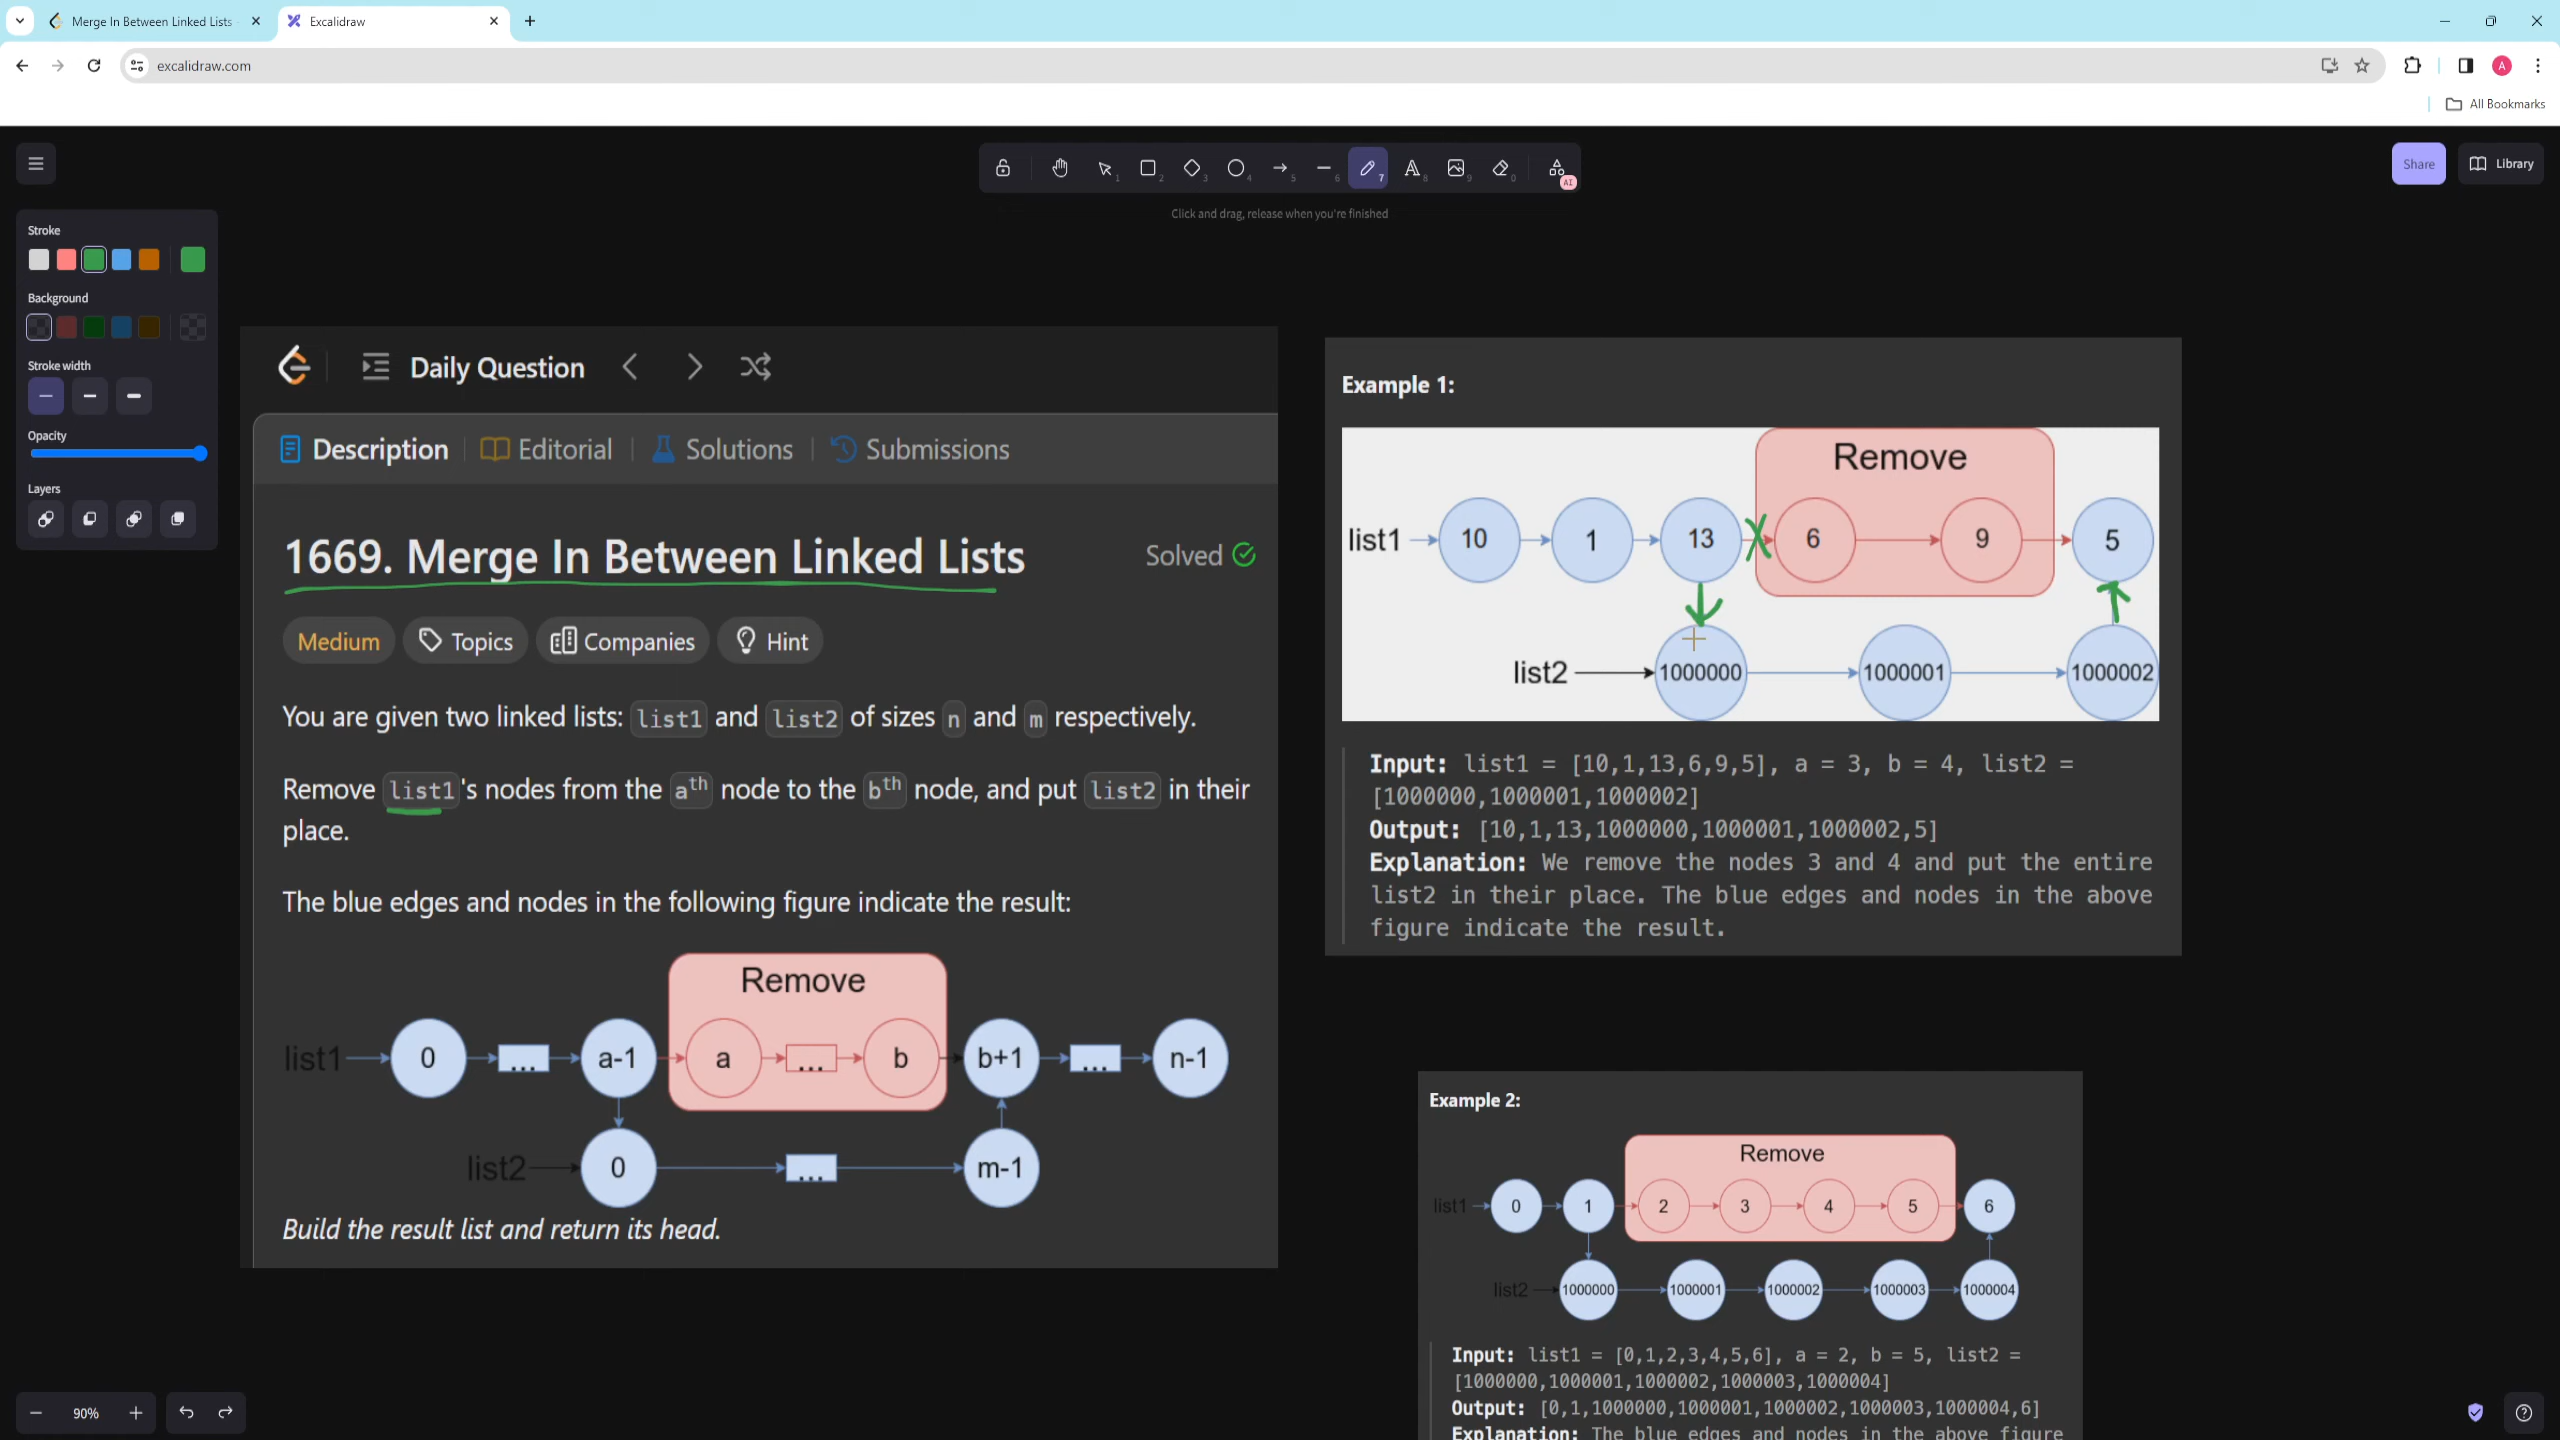 Merge In Between Linked Lists
Excalidraw
excalidraw.com
A
All Bookmarks
1
2
3
4
5
6
7
8
9
0
AI
Share
Library
Click and drag, release when you're finished
Stroke
Background
Stroke width
Opacity
Layers
Daily Question
Description
Editorial
Solutions
Submissions
1669. Merge In Between Linked Lists
Solved
Medium
Topics
Companies
Hint
You are given two linked lists: list1 and list2 of sizes n and m respectively.
Remove list1's nodes from the ath node to the bth node, and put list2 in their
place.
The blue edges and nodes in the following figure indicate the result:
Remove
list1 0 ... a-1 a ... b b+1 ... n-1
list2 0 ... m-1
Build the result list and return its head.
Example 1:
Remove
list1 10 1 13 6 9 5
list2 1000000 1000001 1000002
Input: list1 = [10,1,13,6,9,5], a = 3, b = 4, list2 =
[1000000,1000001,1000002]
Output: [10,1,13,1000000,1000001,1000002,5]
Explanation: We remove the nodes 3 and 4 and put the entire
list2 in their place. The blue edges and nodes in the above
figure indicate the result.
Example 2:
Remove
list1 0 1 2 3 4 5 6
list2 1000000 1000001 1000002 1000003 1000004
Input: list1 = [0,1,2,3,4,5,6], a = 2, b = 5, list2 =
[1000000,1000001,1000002,1000003,1000004]
Output: [0,1,1000000,1000001,1000002,1000003,1000004,6]
Explanation: The blue edges and nodes in the above figure
90%